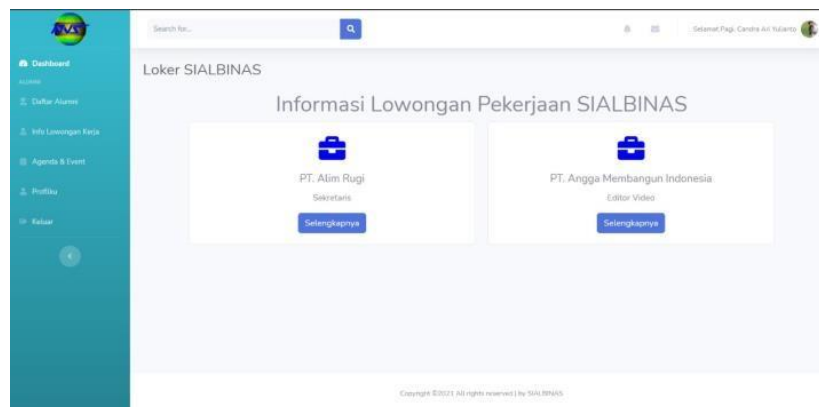 Search for...
Selamat Pagi, Candra Ari Yulianto
Dashboard
ALUMNI
Daftar Alumni
Info Lowongan Kerja
Agenda & Event
Profilku
Keluar
Loker SIALBINAS
Informasi Lowongan Pekerjaan SIALBINAS
PT. Alim Rugi
Sekretaris
Selengkapnya
PT. Angga Membangun Indonesia
Editor Video
Selengkapnya
Copyright ©2021 All rights reserved | by SIALBINAS